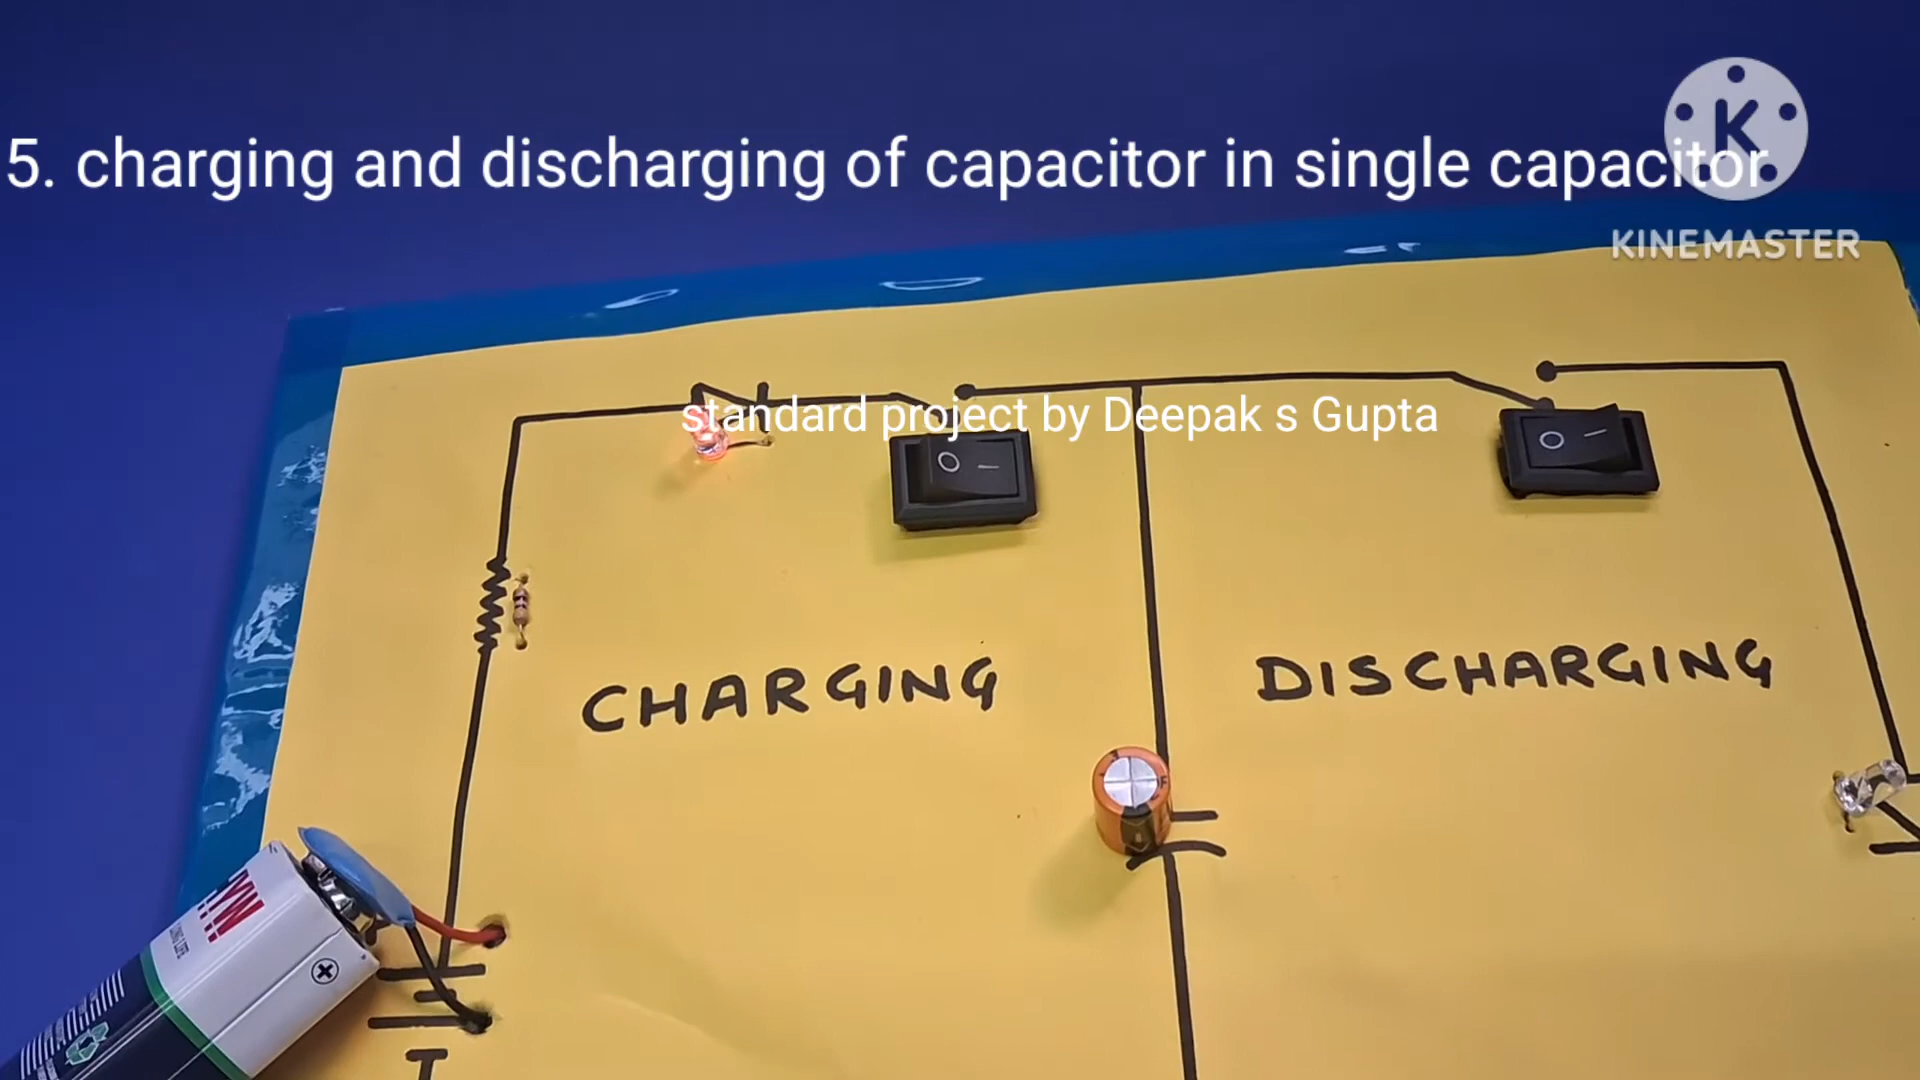 5. charging and discharging of capacitor in single capacitor
K
KINEMASTER
standard project by Deepak s Gupta
O –
O –
CHARGING
DISCHARGING
+